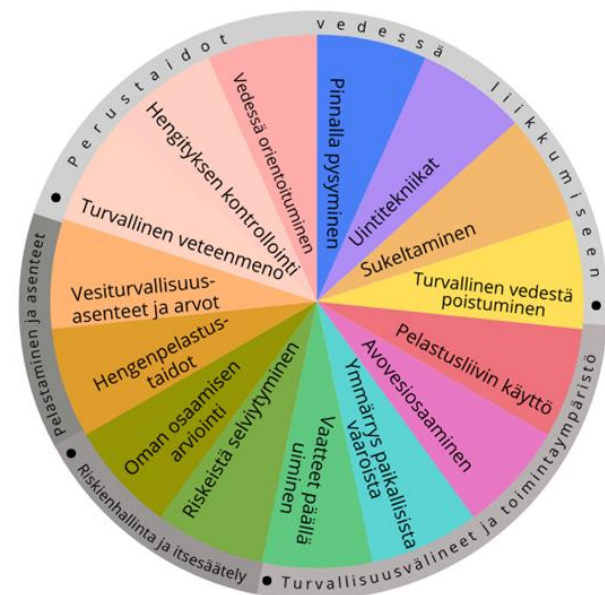 Perustaidot vedessä liikkumiseen
Pinnalla pysyminen
Uintitekniikat
Sukeltaminen
Turvallinen vedestä
poistuminen
Pelastusliivin käyttö
Avovesiosaaminen
Ymmärrys paikallisista
vaaroista
Vaatteet päällä
uiminen
Riskeistä selviytyminen
Oman osaamisen
arviointi
Hengenpelastus-
taidot
Vesiturvallisuus-
asenteet ja arvot
Turvallinen veteenmeno
Hengityksen kontrollointi
Vedessä orientoituminen
Turvallisuusvälineet ja toimintaympäristö
Riskienhallinta ja itsesäätely
Pelastaminen ja asenteet